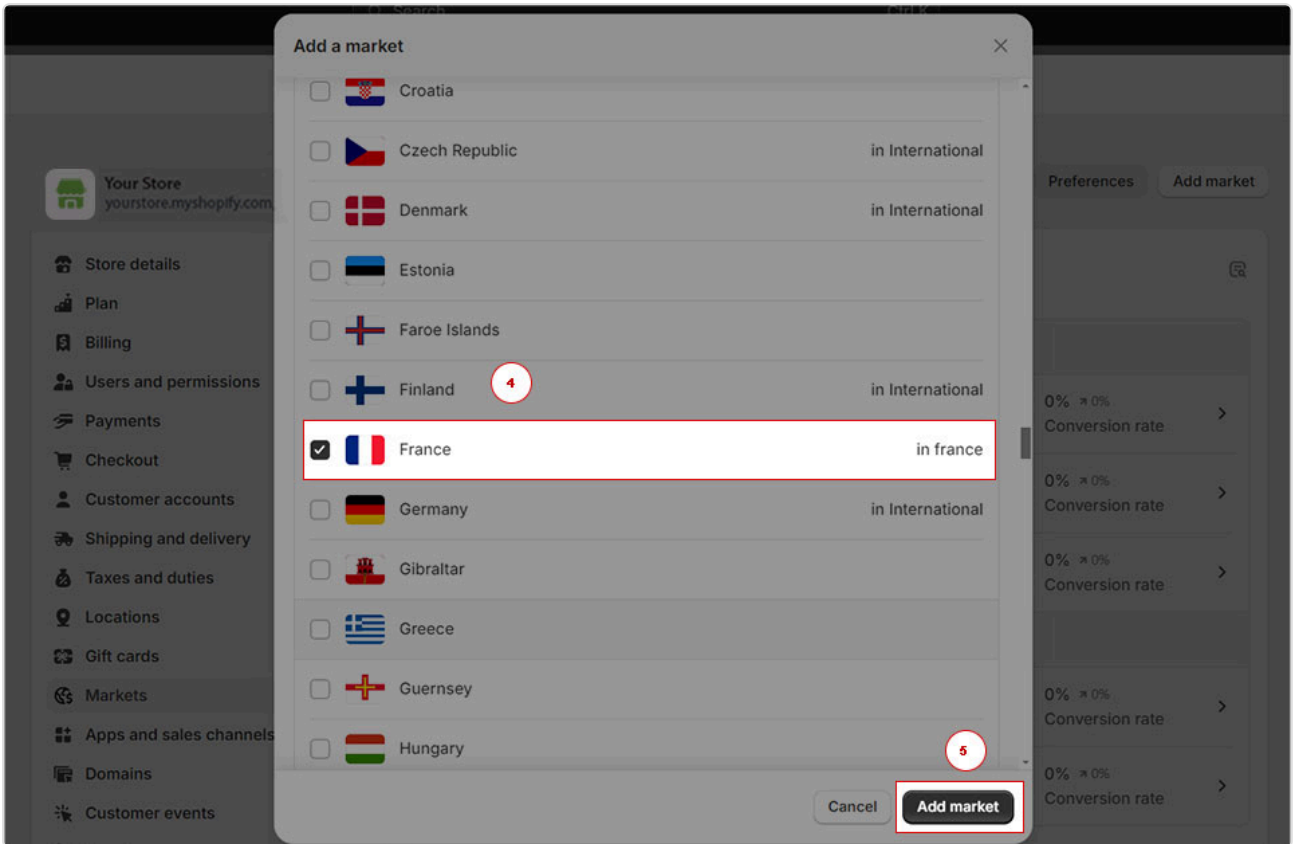 Search
Ctrl K
Add a market
Croatia
Czech Republic in International
Denmark in International
Estonia
Faroe Islands
Finland in International
4
France in france
Germany in International
Gibraltar
Greece
Guernsey
Hungary
5
Cancel
Add market
Your Store
yourstore.myshopify.com
Store details
Plan
Billing
Users and permissions
Payments
Checkout
Customer accounts
Shipping and delivery
Taxes and duties
Locations
Gift cards
Markets
Apps and sales channels
Domains
Customer events
Preferences
Add market
0% 0%
Conversion rate
0% 0%
Conversion rate
0% 0%
Conversion rate
0% 0%
Conversion rate
0% 0%
Conversion rate